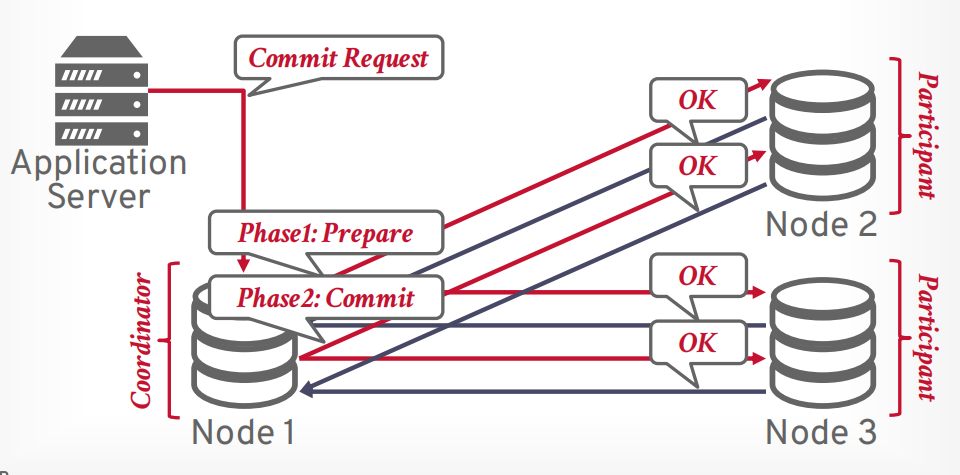 Commit Request
Application
Server
OK
OK
Participant
Node 2
Phase1: Prepare
Phase2: Commit
Coordinator
Node 1
OK
OK
Participant
Node 3